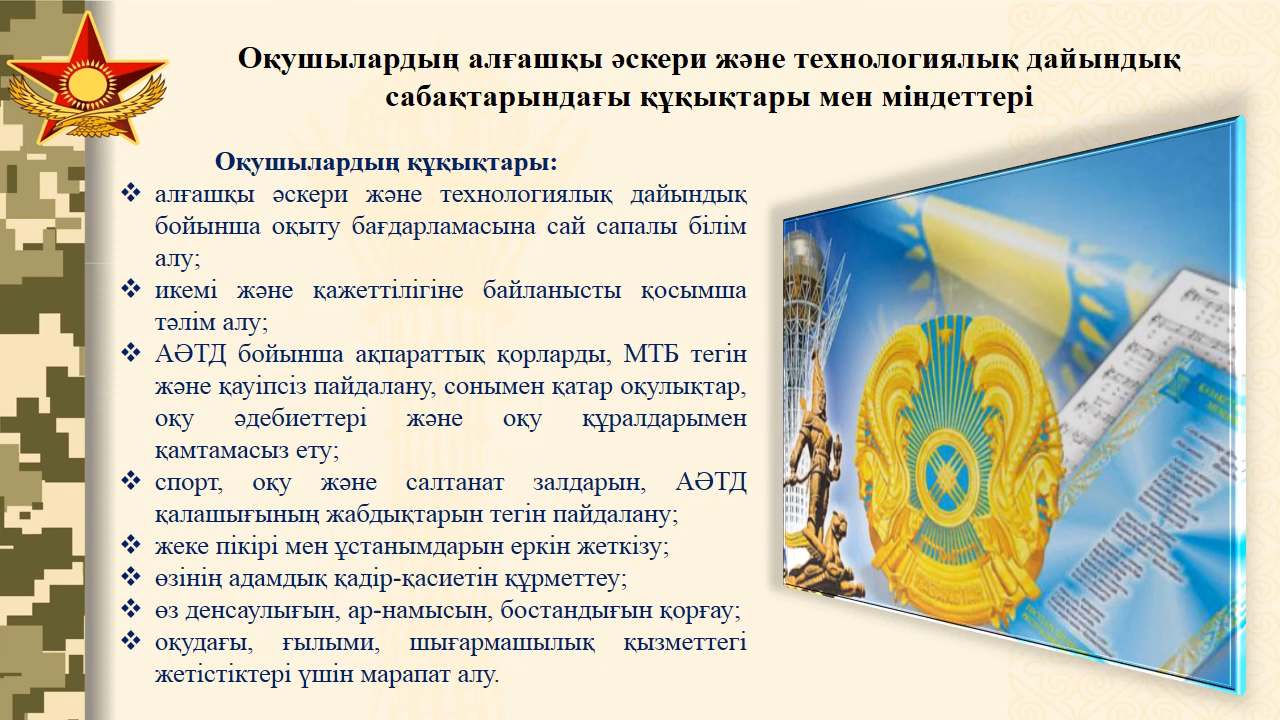 Оқушылардың алғашқы әскери және технологиялық дайындық
сабақтарындағы құқықтары мен міндеттері
Оқушылардың құқықтары:
❖ алғашқы әскери және технологиялық дайындық
бойынша оқыту бағдарламасына сай сапалы білім
алу;
❖ икемі және қажеттілігіне байланысты қосымша
тәлім алу;
❖ АӘТД бойынша ақпараттық қорларды, МТБ тегін
және қауіпсіз пайдалану, сонымен қатар оқулықтар,
оқу әдебиеттері және оқу құралдарымен
қамтамасыз ету;
❖ спорт, оқу және салтанат залдарын, АӘТД
қалашығының жабдықтарын тегін пайдалану;
❖ жеке пікірі мен ұстанымдарын еркін жеткізу;
❖ өзінің адамдық қадір-қасиетін құрметтеу;
❖ өз денсаулығын, ар-намысын, бостандығын қорғау;
❖ оқудағы, ғылыми, шығармашылық қызметтегі
жетістіктері үшін марапат алу.